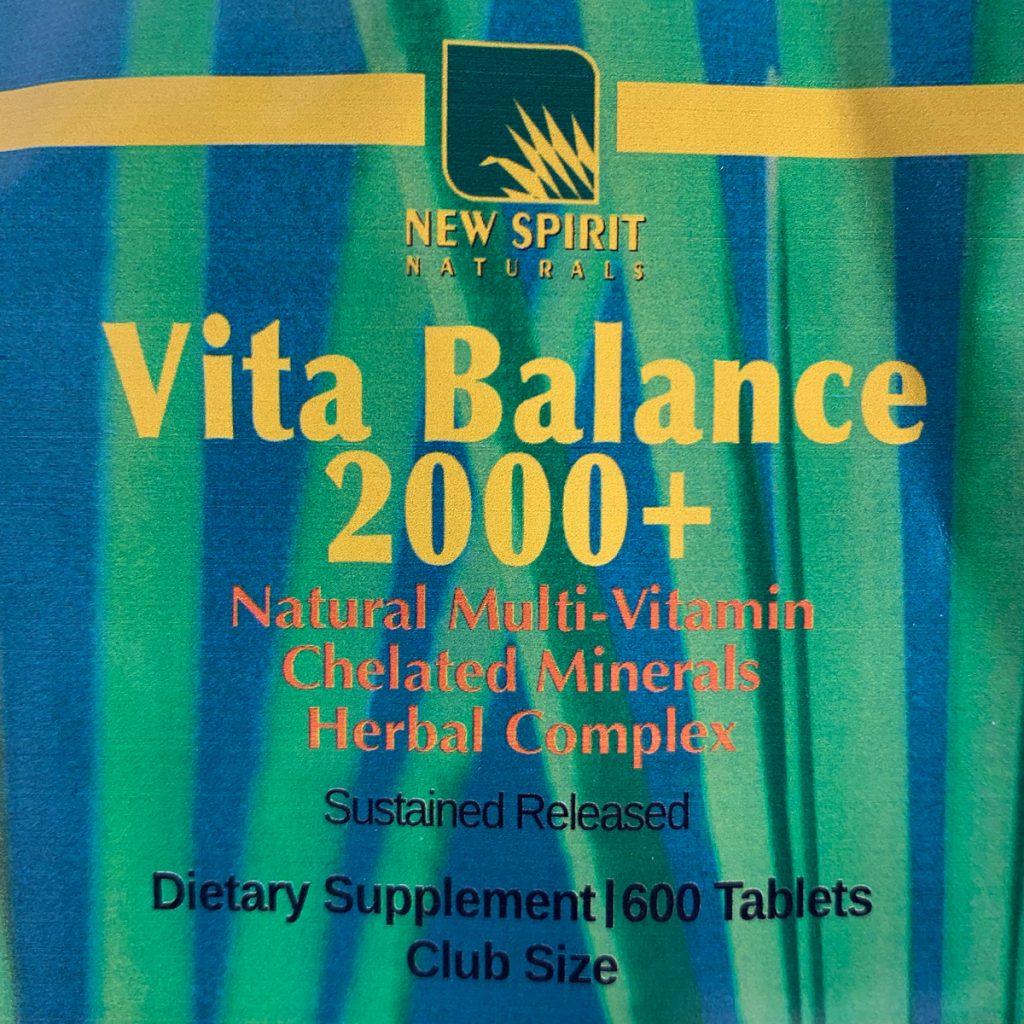 NEW SPIRIT
NATURALS
Vita Balance
2000+
Natural Multi-Vitamin
Chelated Minerals
Herbal Complex
Sustained Released
Dietary Supplement|600 Tablets
Club Size